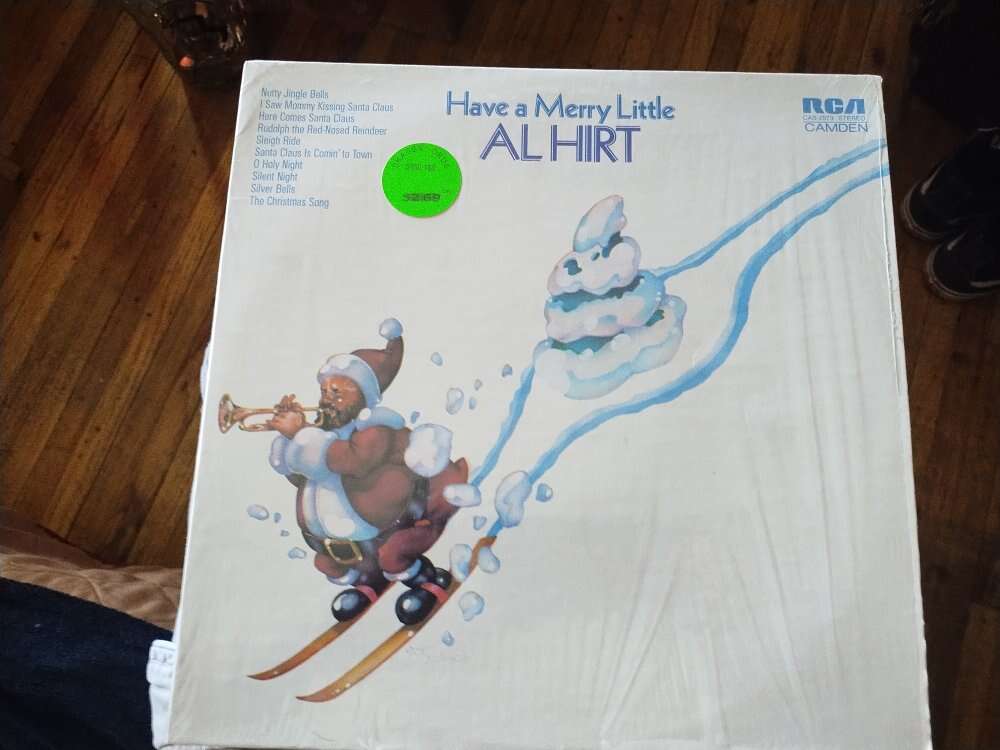 Nutty Jingle Bells
I Saw Mommy Kissing Santa Claus
Here Comes Santa Claus
Rudolph the Red-Nosed Reindeer
Sleigh Ride
Santa Claus Is Comin' to Town
O Holy Night
Silent Night
Silver Bells
The Christmas Song
Have a Merry Little
AL HIRT
RCA
STEREO
CAMDEN